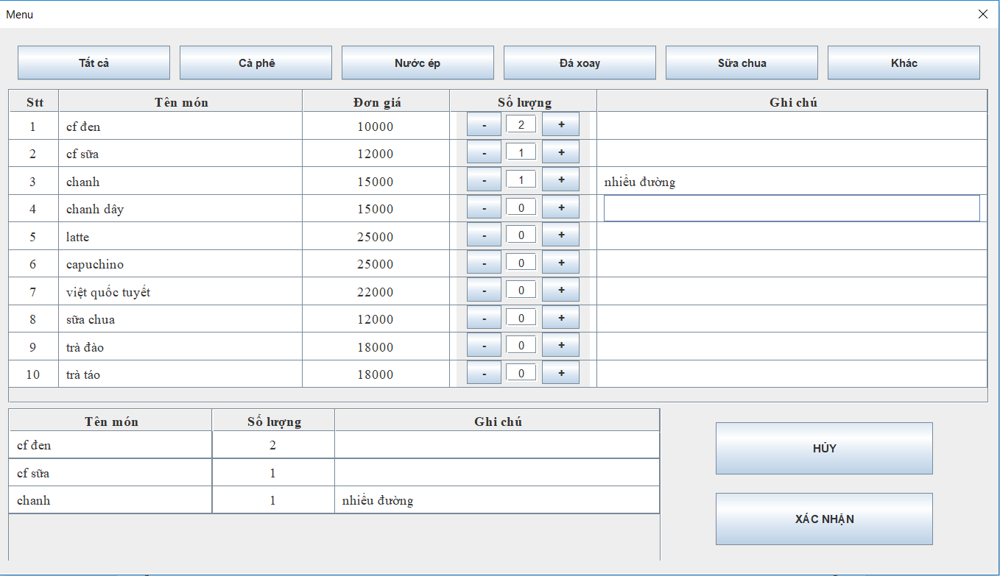 Menu
Tất cả Cà phê Nước ép Đá xoay Sữa chua Khác
Stt Tên món Đơn giá Số lượng Ghi chú
1 cf đen 10000 - 2 +
2 cf sữa 12000 - 1 +
3 chanh 15000 - 1 + nhiều đường
4 chanh dây 15000 - 0 +
5 latte 25000 - 0 +
6 capuchino 25000 - 0 +
7 việt quốc tuyết 22000 - 0 +
8 sữa chua 12000 - 0 +
9 trà đào 18000 - 0 +
10 trà táo 18000 - 0 +
Tên món Số lượng Ghi chú
cf đen 2
cf sữa 1
chanh 1 nhiều đường
HỦY
XÁC NHẬN